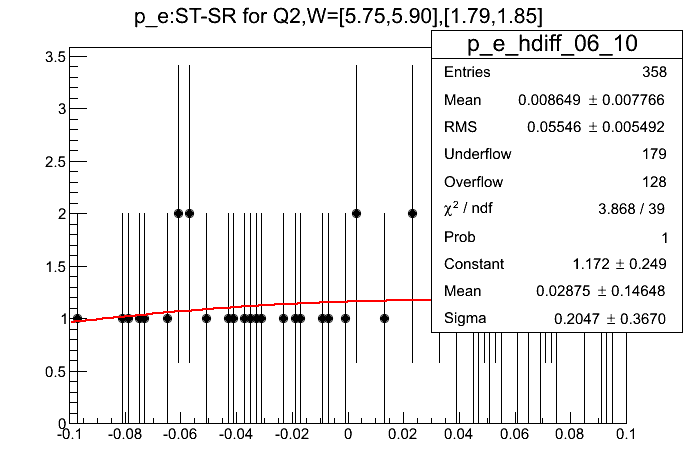 p_e:ST-SR for Q2,W=[5.75,5.90],[1.79,1.85]
p_e_hdiff_06_10
Entries 358
Mean 0.008649 ± 0.007766
RMS 0.05546 ± 0.005492
Underflow 179
Overflow 128
χ² / ndf 3.868 / 39
Prob 1
Constant 1.172 ± 0.249
Mean 0.02875 ± 0.14648
Sigma 0.2047 ± 0.3670
3.5
3
2.5
2
1.5
1
0.5
0
-0.1 -0.08 -0.06 -0.04 -0.02 0 0.02 0.04 0.06 0.08 0.1